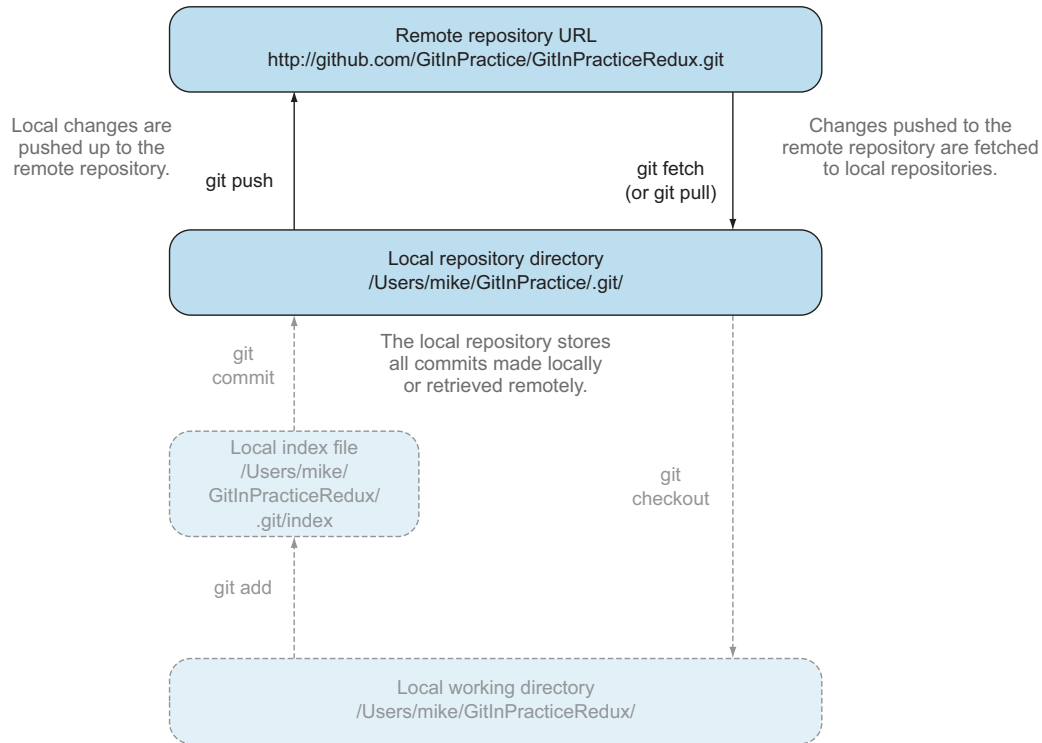 Remote repository URL
http://github.com/GitInPractice/GitInPracticeRedux.git
Local changes are
pushed up to the
remote repository.
git push
git fetch
(or git pull)
Changes pushed to the
remote repository are fetched
to local repositories.
Local repository directory
/Users/mike/GitInPractice/.git/
git
commit
The local repository stores
all commits made locally
or retrieved remotely.
Local index file
/Users/mike/
GitInPracticeRedux/
.git/index
git
checkout
git add
Local working directory
/Users/mike/GitInPracticeRedux/